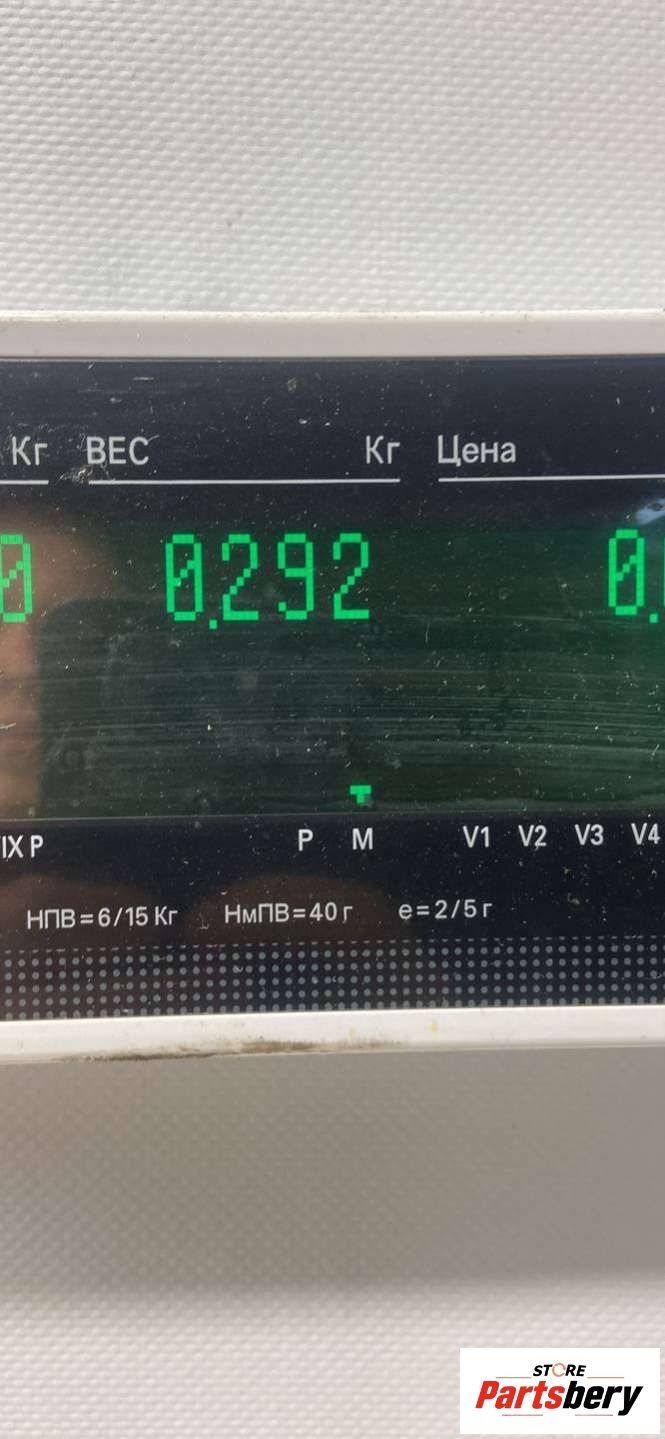 Кг ВЕС Кг Цена
0 0.292 0.
IX P P M V1 V2 V3 V4
НПВ=6/15 Кг НмПВ=40 г e=2/5 г
STORE
Partsbery